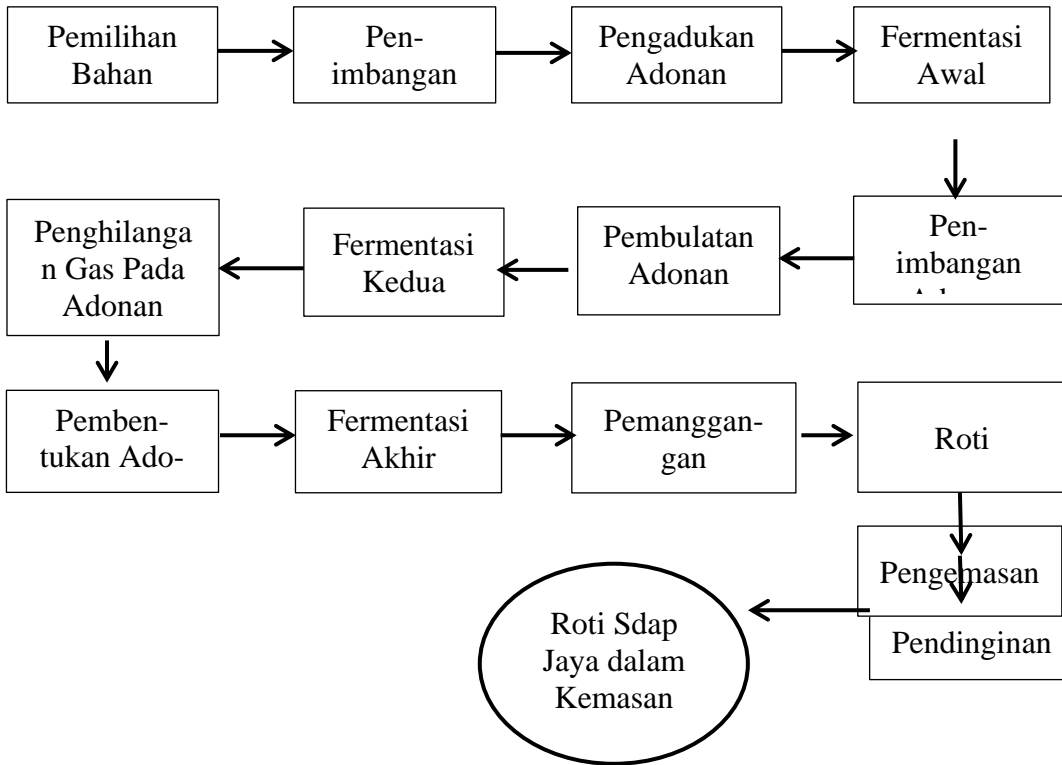 Pemilihan
Bahan
Pen-
imbangan
Pengadukan
Adonan
Fermentasi
Awal
Pen-
imbangan
Pembulatan
Adonan
Fermentasi
Kedua
Penghilanga
n Gas Pada
Adonan
Pemben-
tukan Ado-
Fermentasi
Akhir
Pemanggan-
gan
Roti
Pengemasan
Pendinginan
Roti Sdap
Jaya dalam
Kemasan